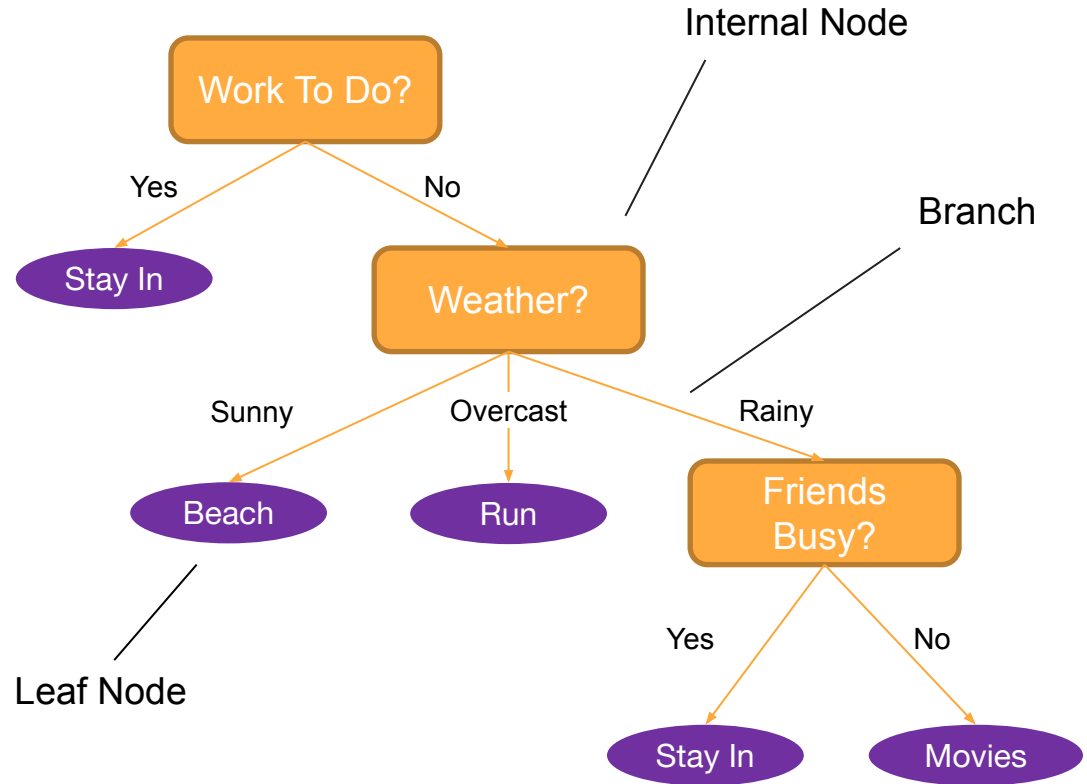 Internal Node
Work To Do?
Yes
No
Branch
Stay In
Weather?
Sunny
Overcast
Rainy
Beach
Run
Friends
Busy?
Yes
No
Leaf Node
Stay In
Movies